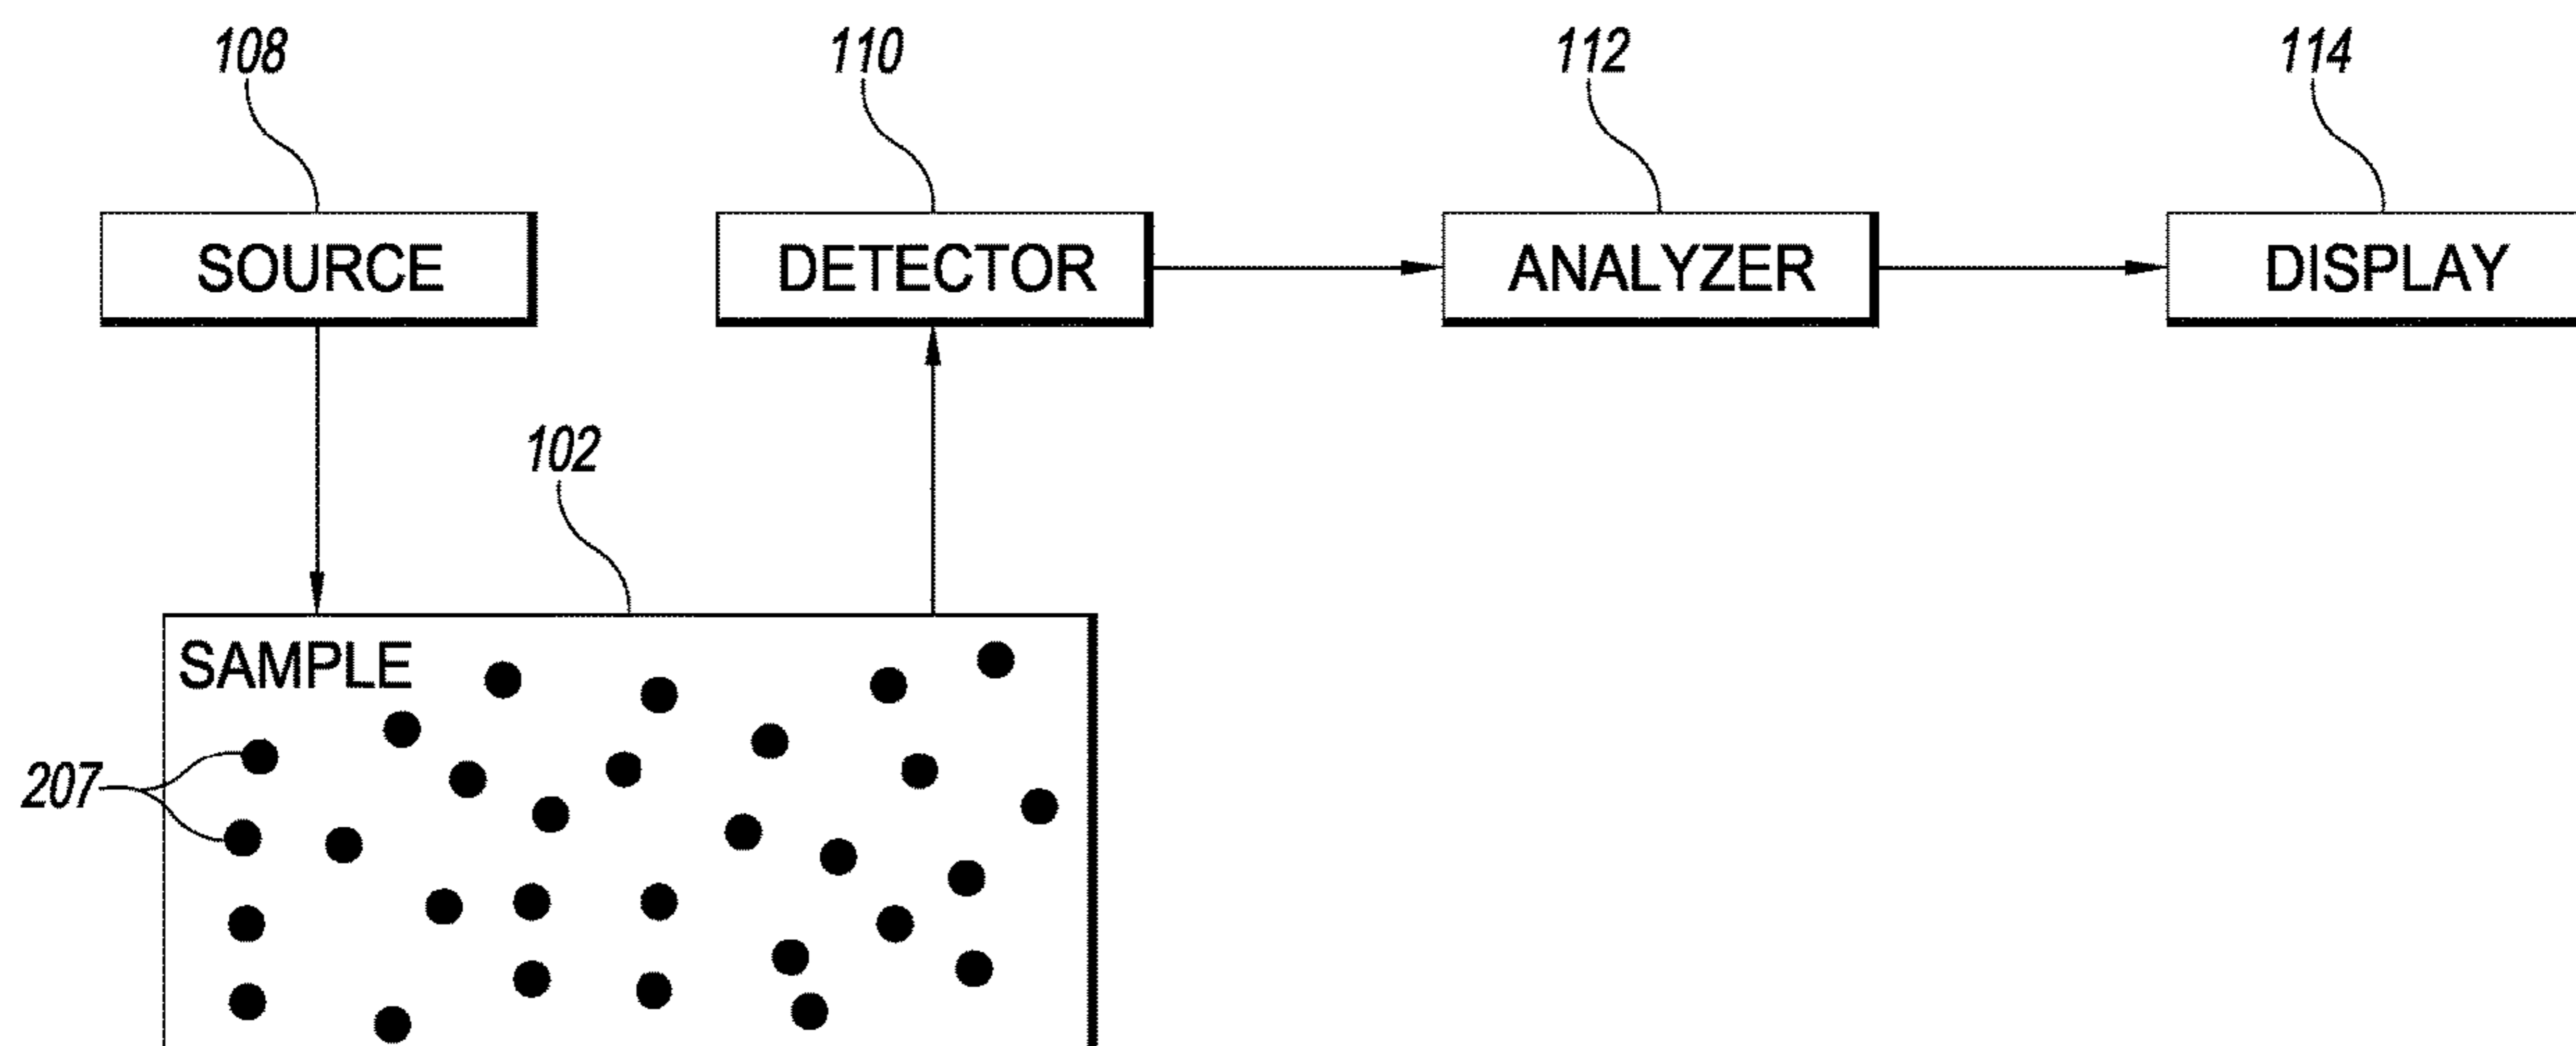 108 110 112 114
SOURCE DETECTOR ANALYZER DISPLAY
102
SAMPLE
207